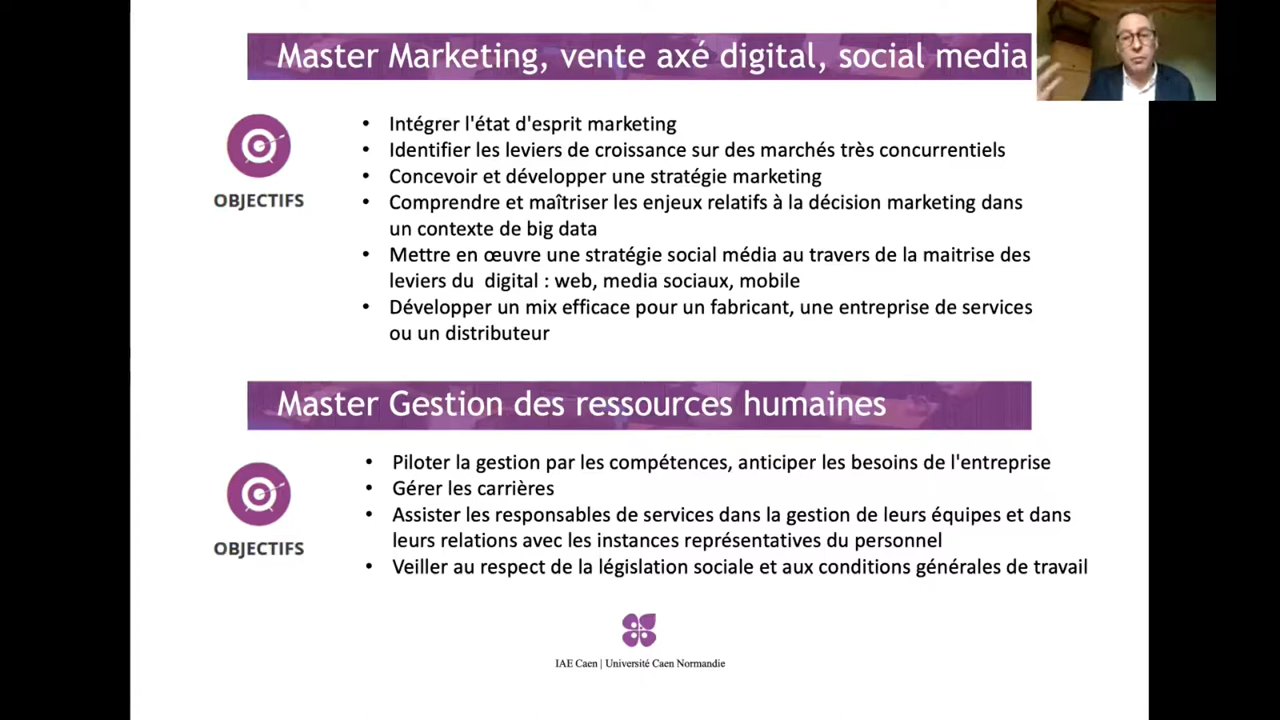 Master Marketing, vente axé digital, social media
OBJECTIFS
• Intégrer l'état d'esprit marketing
• Identifier les leviers de croissance sur des marchés très concurrentiels
• Concevoir et développer une stratégie marketing
• Comprendre et maîtriser les enjeux relatifs à la décision marketing dans
un contexte de big data
• Mettre en œuvre une stratégie social média au travers de la maitrise des
leviers du  digital : web, media sociaux, mobile
• Développer un mix efficace pour un fabricant, une entreprise de services
ou un distributeur
Master Gestion des ressources humaines
OBJECTIFS
• Piloter la gestion par les compétences, anticiper les besoins de l'entreprise
• Gérer les carrières
• Assister les responsables de services dans la gestion de leurs équipes et dans
leurs relations avec les instances représentatives du personnel
• Veiller au respect de la législation sociale et aux conditions générales de travail
IAE Caen | Université Caen Normandie